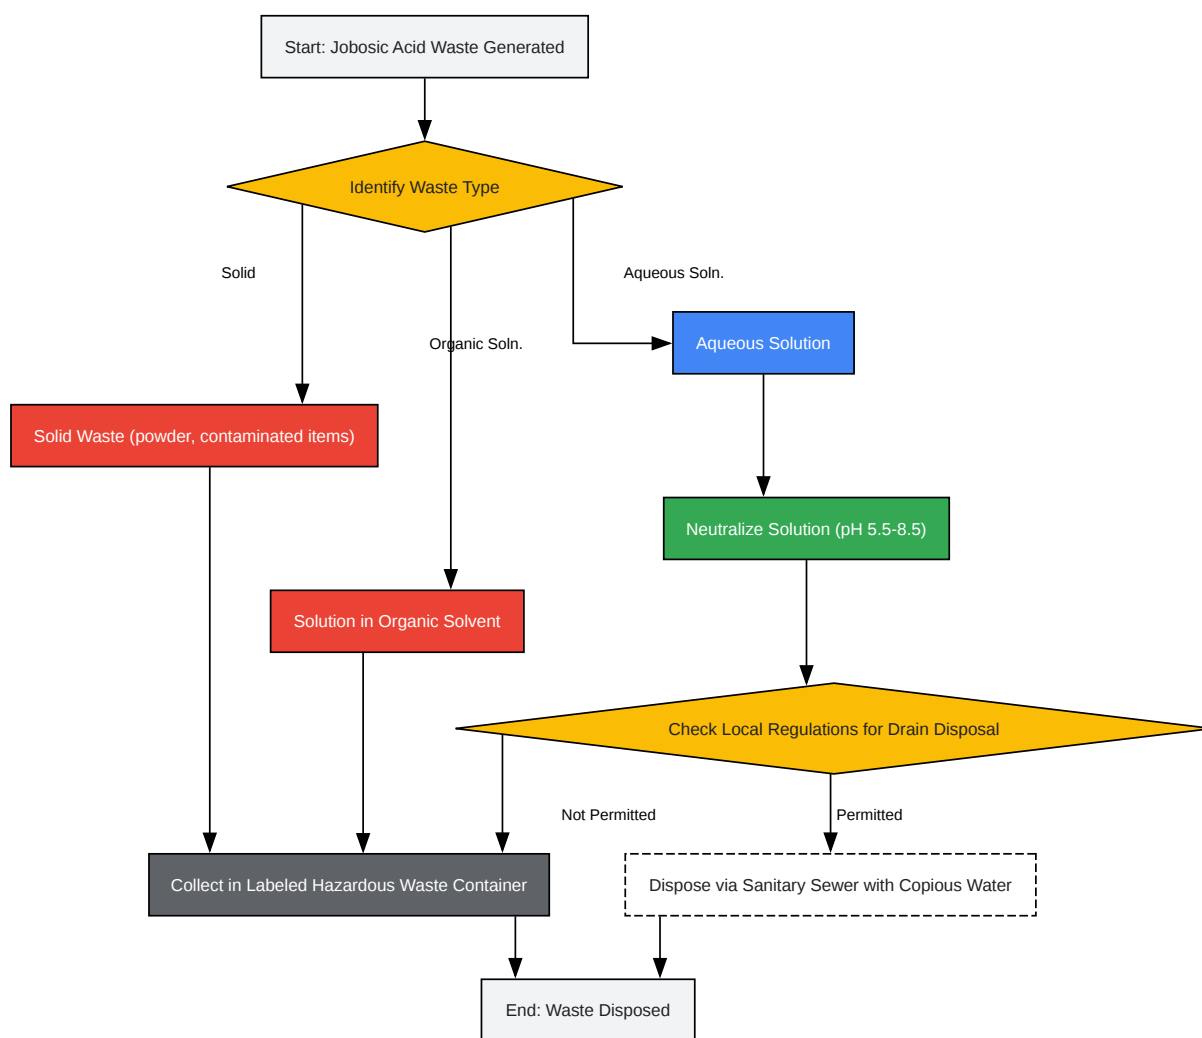 Start: Jobosic Acid Waste Generated
Identify Waste Type
Solid
Aqueous Soln.
Organic Soln.
Aqueous Solution
Solid Waste (powder, contaminated items)
Neutralize Solution (pH 5.5-8.5)
Solution in Organic Solvent
Check Local Regulations for Drain Disposal
Not Permitted
Permitted
Collect in Labeled Hazardous Waste Container
Dispose via Sanitary Sewer with Copious Water
End: Waste Disposed